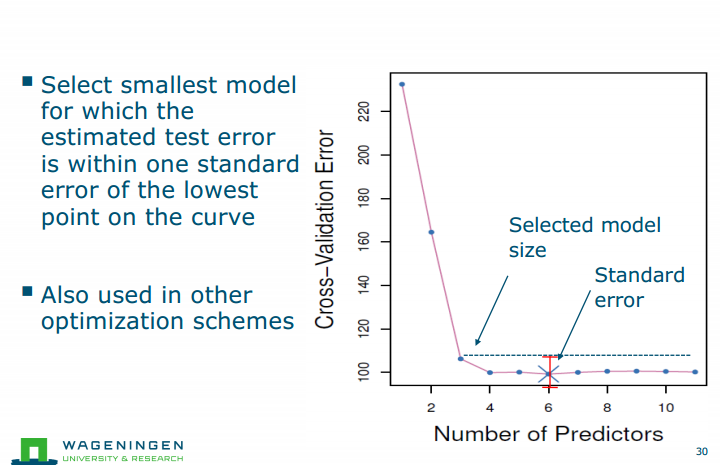 Select smallest model
for which the
estimated test error
is within one standard
error of the lowest
point on the curve
Also used in other
optimization schemes
Cross−Validation Error
100
120
140
160
180
200
220
Selected model
size
Standard
error
2
4
6
8
10
Number of Predictors
WAGENINGEN
UNIVERSITY & RESEARCH
30